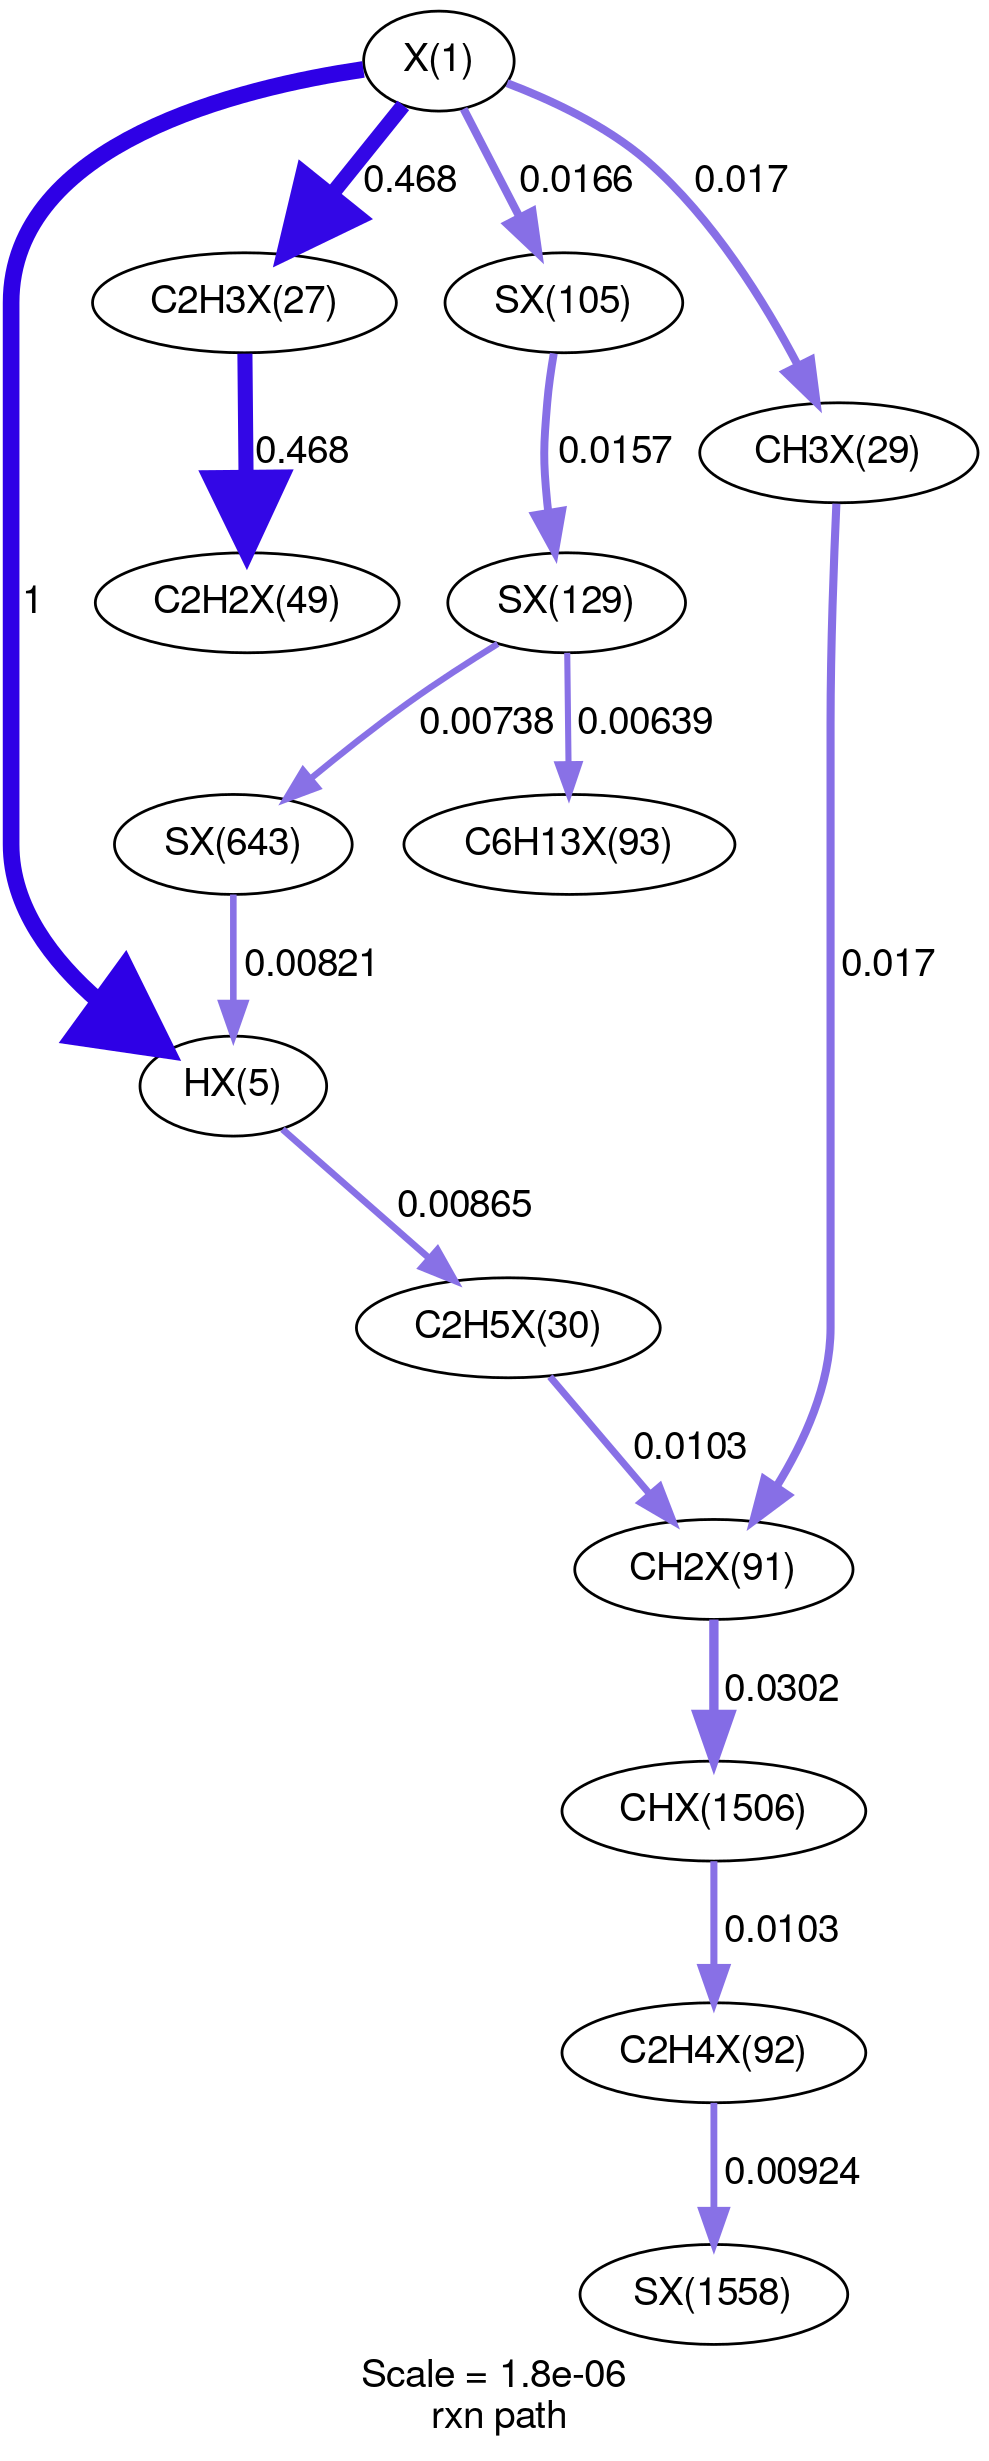 X(1)
0.468
0.0166
0.017
C2H3X(27)
SX(105)
0.468
0.0157
CH3X(29)
1
C2H2X(49)
SX(129)
0.00738
0.00639
SX(643)
C6H13X(93)
0.00821
0.017
HX(5)
0.00865
C2H5X(30)
0.0103
CH2X(91)
0.0302
CHX(1506)
0.0103
C2H4X(92)
0.00924
SX(1558)
Scale = 1.8e-06
rxn path